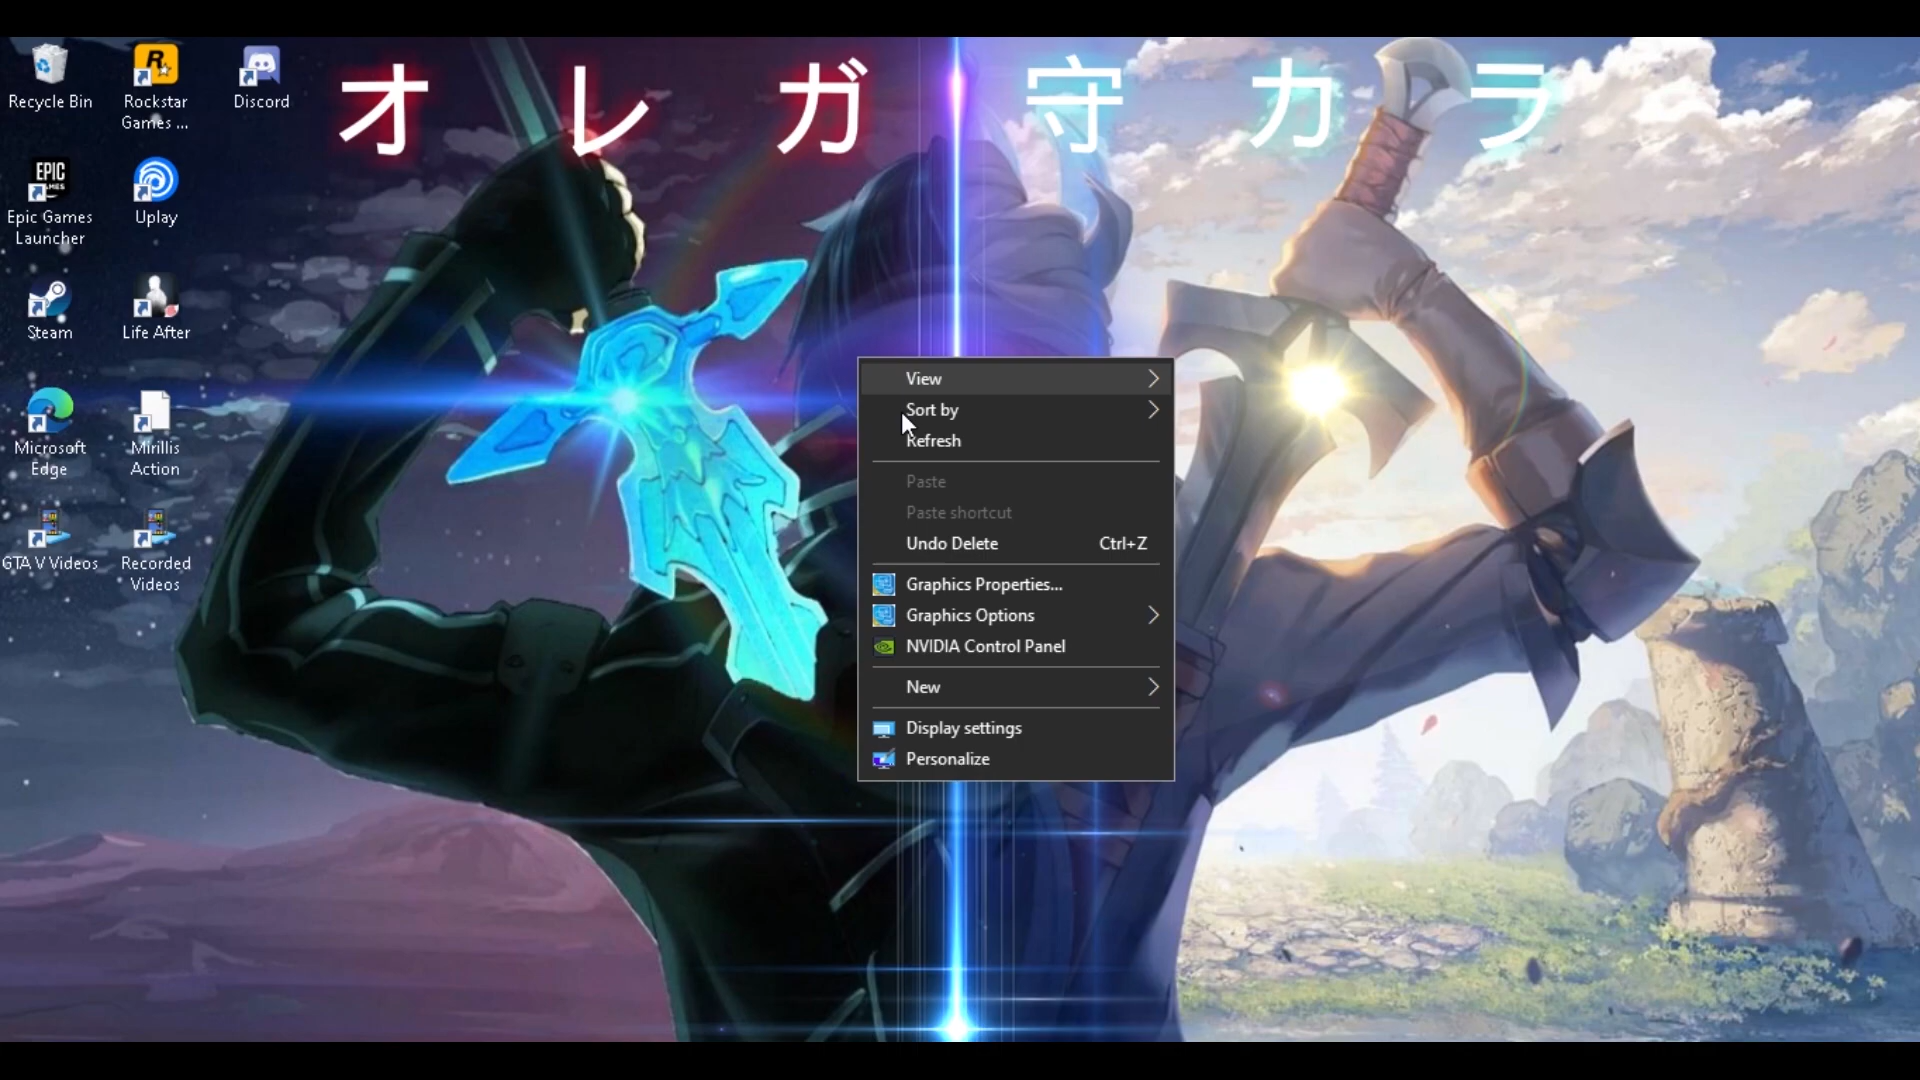 オレガ守カラ
Recycle Bin
Rockstar
Games ...
Discord
EPIC
Epic Games
Launcher
Uplay
Steam
Life After
Microsoft
Edge
Mirillis
Action
GTA V Videos
Recorded
Videos
View
Sort by
Refresh
Paste
Paste shortcut
Undo Delete Ctrl+Z
Graphics Properties...
Graphics Options
NVIDIA Control Panel
New
Display settings
Personalize